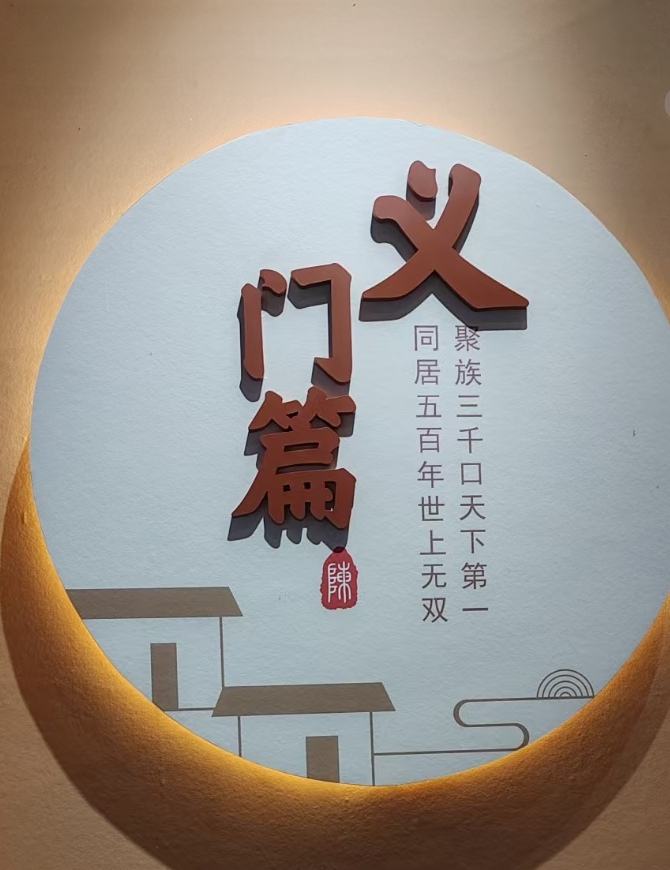 义门篇
聚族三千口天下第一
同居五百年世上无双
陳